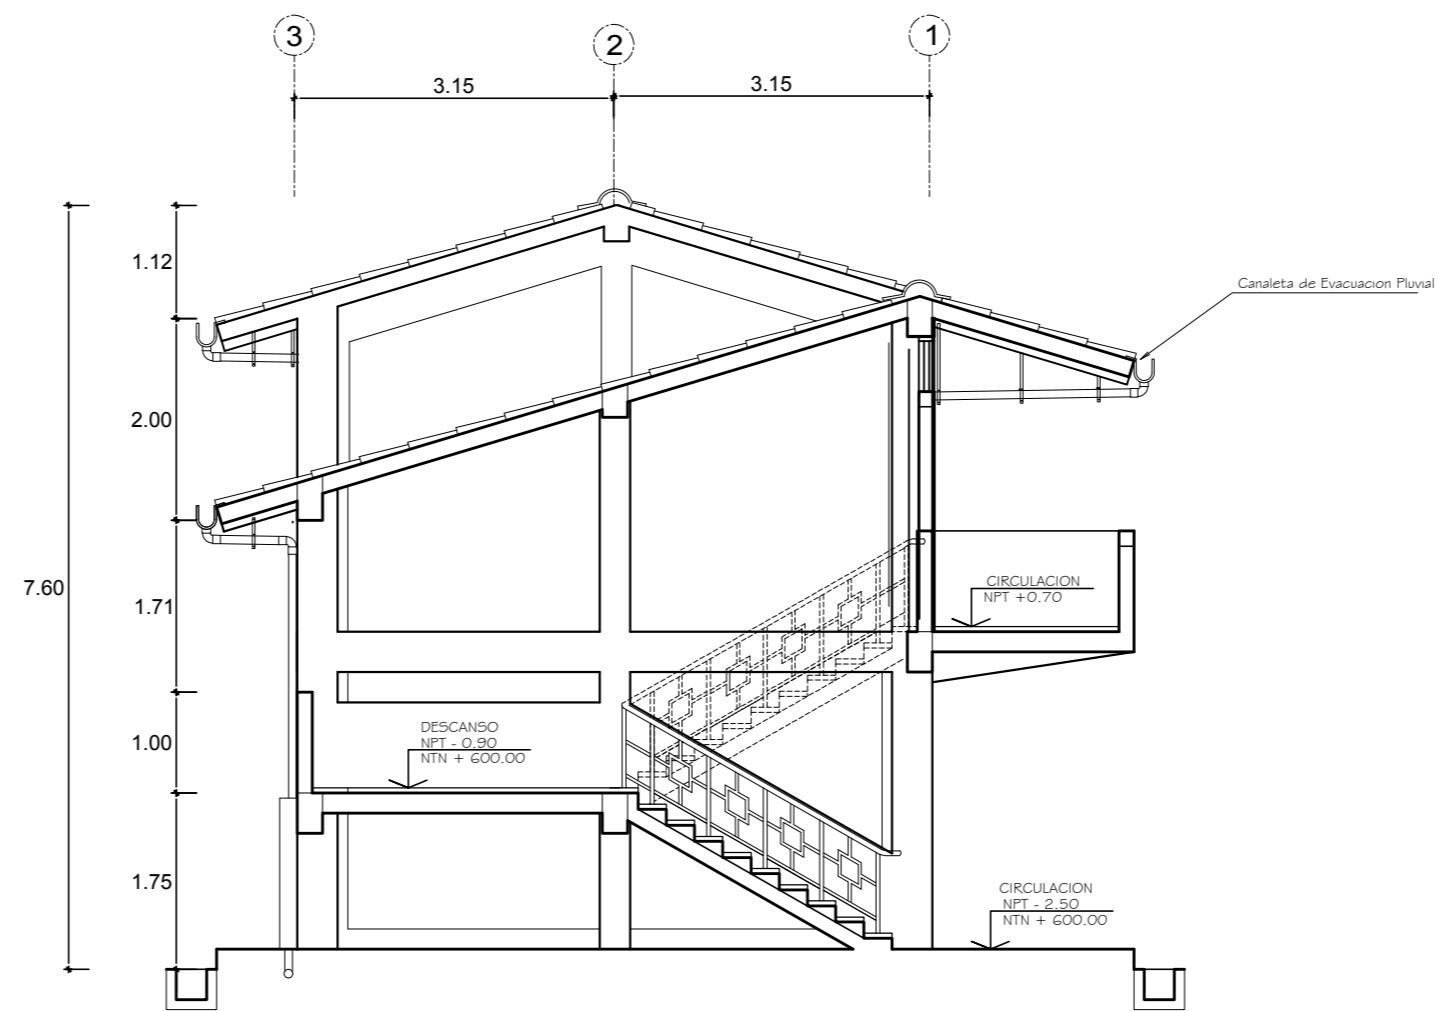 3
2
1
3.15
3.15
1.12
Canaleta de Evacuacion Pluvial
2.00
7.60
1.71
CIRCULACION
NPT +0.70
1.00
DESCANSO
NPT - 0.90
NTN + 600.00
1.75
CIRCULACION
NPT - 2.50
NTN + 600.00